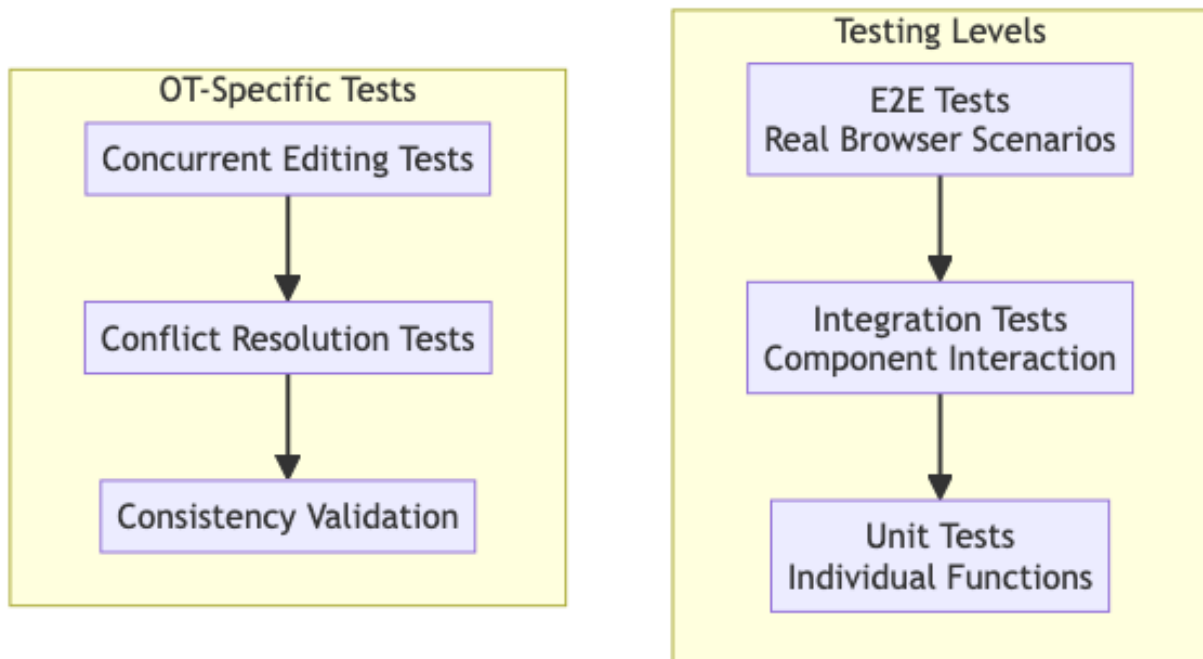 OT-Specific Tests
Concurrent Editing Tests
Conflict Resolution Tests
Consistency Validation
Testing Levels
E2E Tests
Real Browser Scenarios
Integration Tests
Component Interaction
Unit Tests
Individual Functions